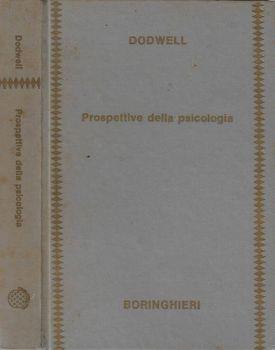 Dodwell
Prospettive della psicologia
DODWELL
Prospettive della psicologia
BORINGHIERI